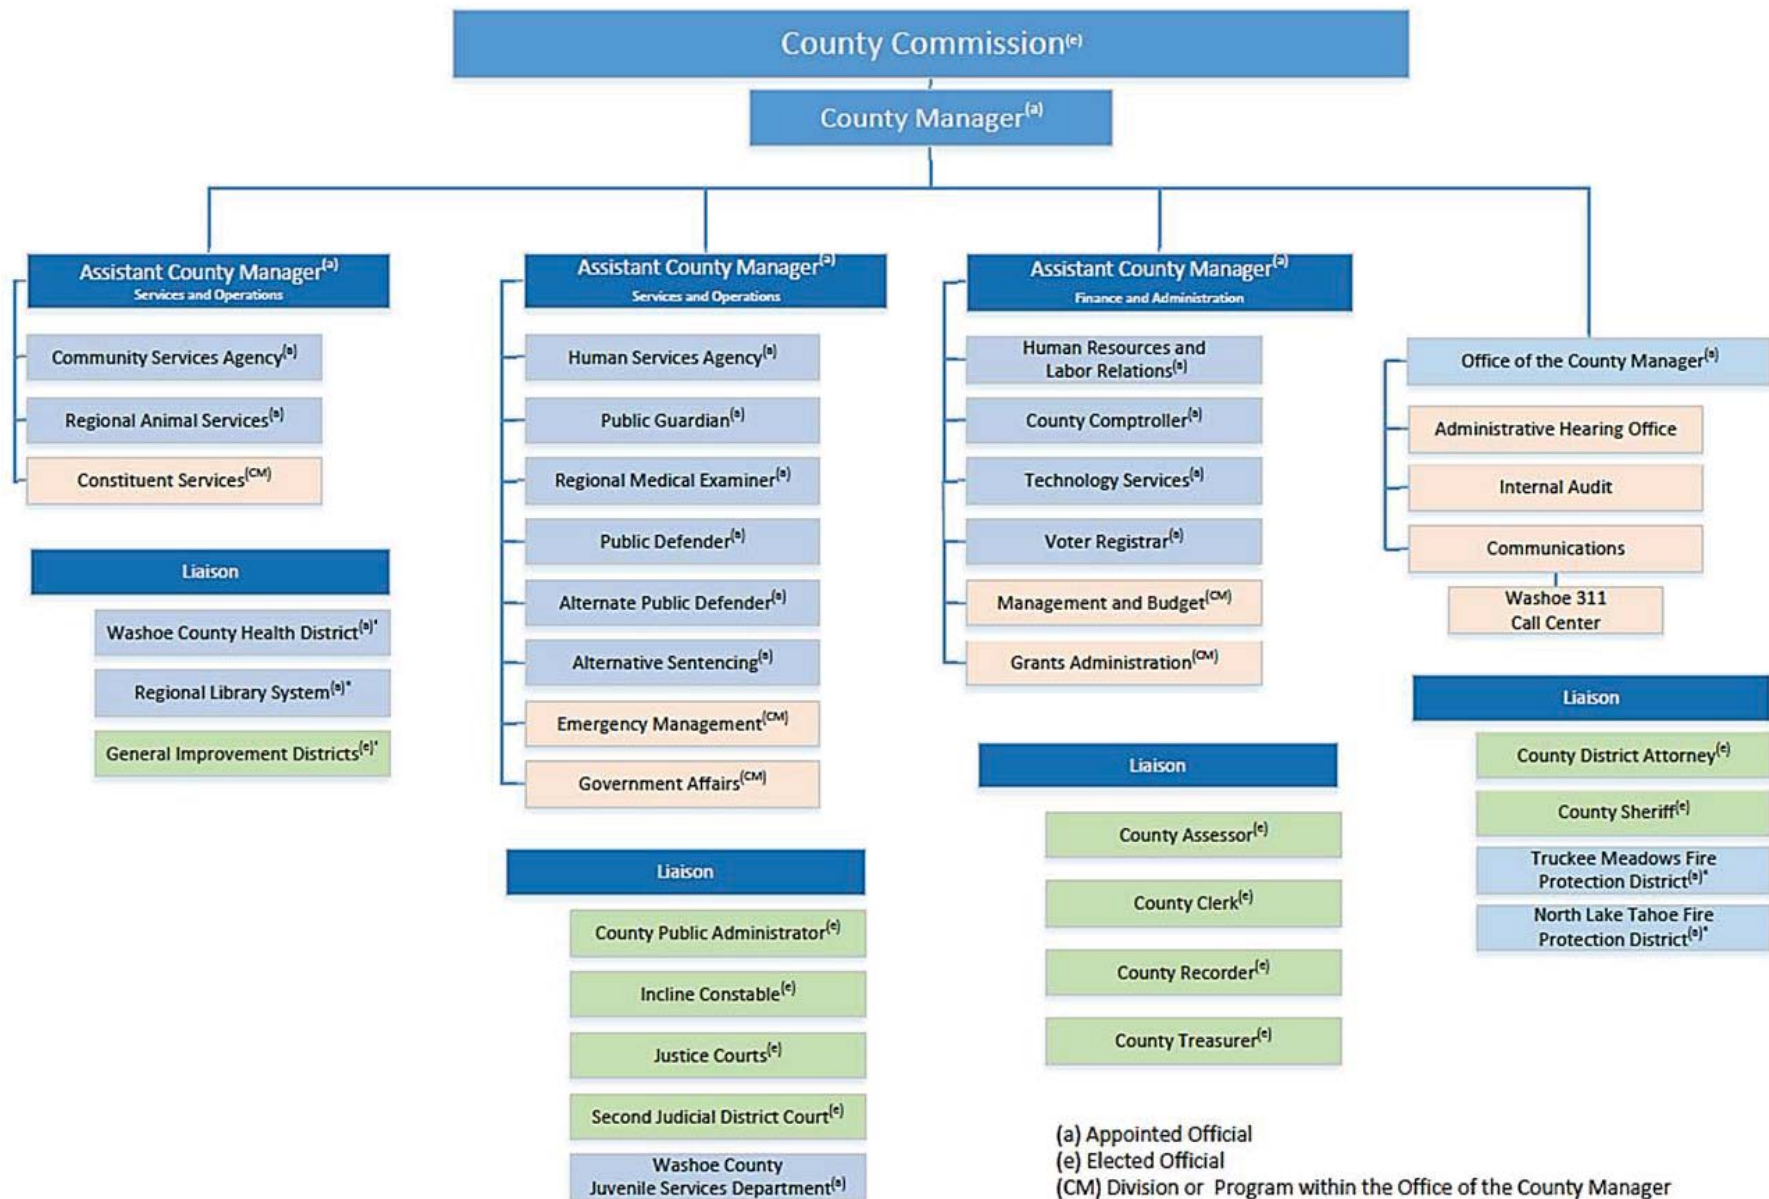 County Commission(e)
County Manager(a)
Assistant County Manager(a)
Services and Operations
Community Services Agency(a)
Regional Animal Services(a)
Constituent Services(CM)
Liaison
Washoe County Health District(a)*
Regional Library System(a)*
General Improvement Districts(e)*
Assistant County Manager(a)
Services and Operations
Human Services Agency(a)
Public Guardian(a)
Regional Medical Examiner(a)
Public Defender(a)
Alternate Public Defender(a)
Alternative Sentencing(a)
Emergency Management(CM)
Government Affairs(CM)
Liaison
County Public Administrator(e)
Incline Constable(e)
Justice Courts(e)
Second Judicial District Court(e)
Washoe County
Juvenile Services Department(a)
Assistant County Manager(a)
Finance and Administration
Human Resources and
Labor Relations(a)
County Comptroller(a)
Technology Services(a)
Voter Registrar(a)
Management and Budget(CM)
Grants Administration(CM)
Liaison
County Assessor(e)
County Clerk(e)
County Recorder(e)
County Treasurer(e)
Office of the County Manager(a)
Administrative Hearing Office
Internal Audit
Communications
Washoe 311
Call Center
Liaison
County District Attorney(e)
County Sheriff(e)
Truckee Meadows Fire
Protection District(a)*
North Lake Tahoe Fire
Protection District(a)*
(a) Appointed Official
(e) Elected Official
(CM) Division or Program within the Office of the County Manager